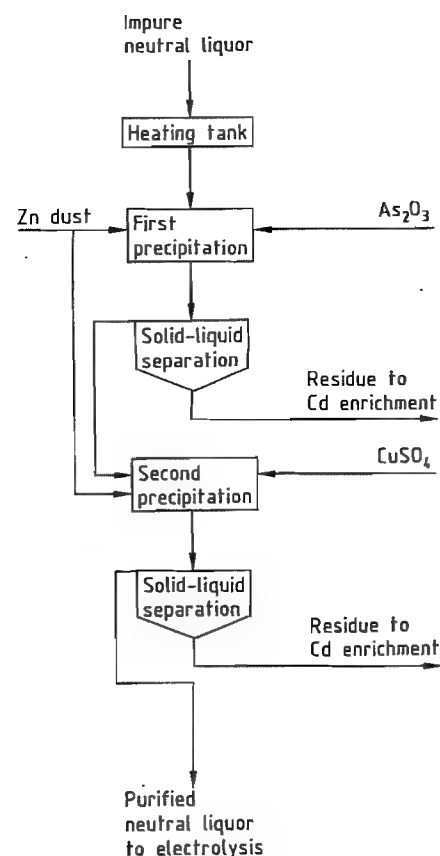 Impure
neutral liquor
Heating tank
Zn dust
First
precipitation
As₂O₃
Solid-liquid
separation
Residue to
Cd enrichment
CuSO₄
Second
precipitation
Solid-liquid
separation
Residue to
Cd enrichment
Purified
neutral liquor
to electrolysis